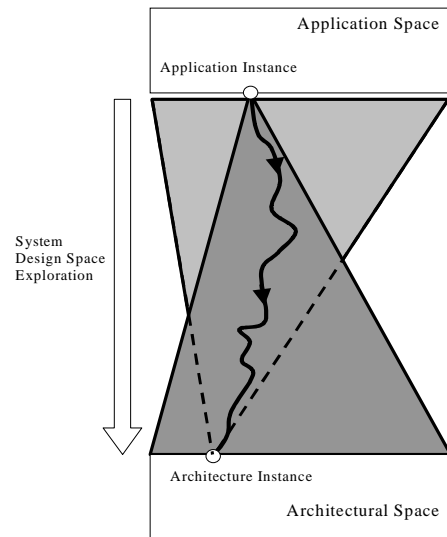 Application Space
Application Instance
System
Design Space
Exploration
Architecture Instance
Architectural Space